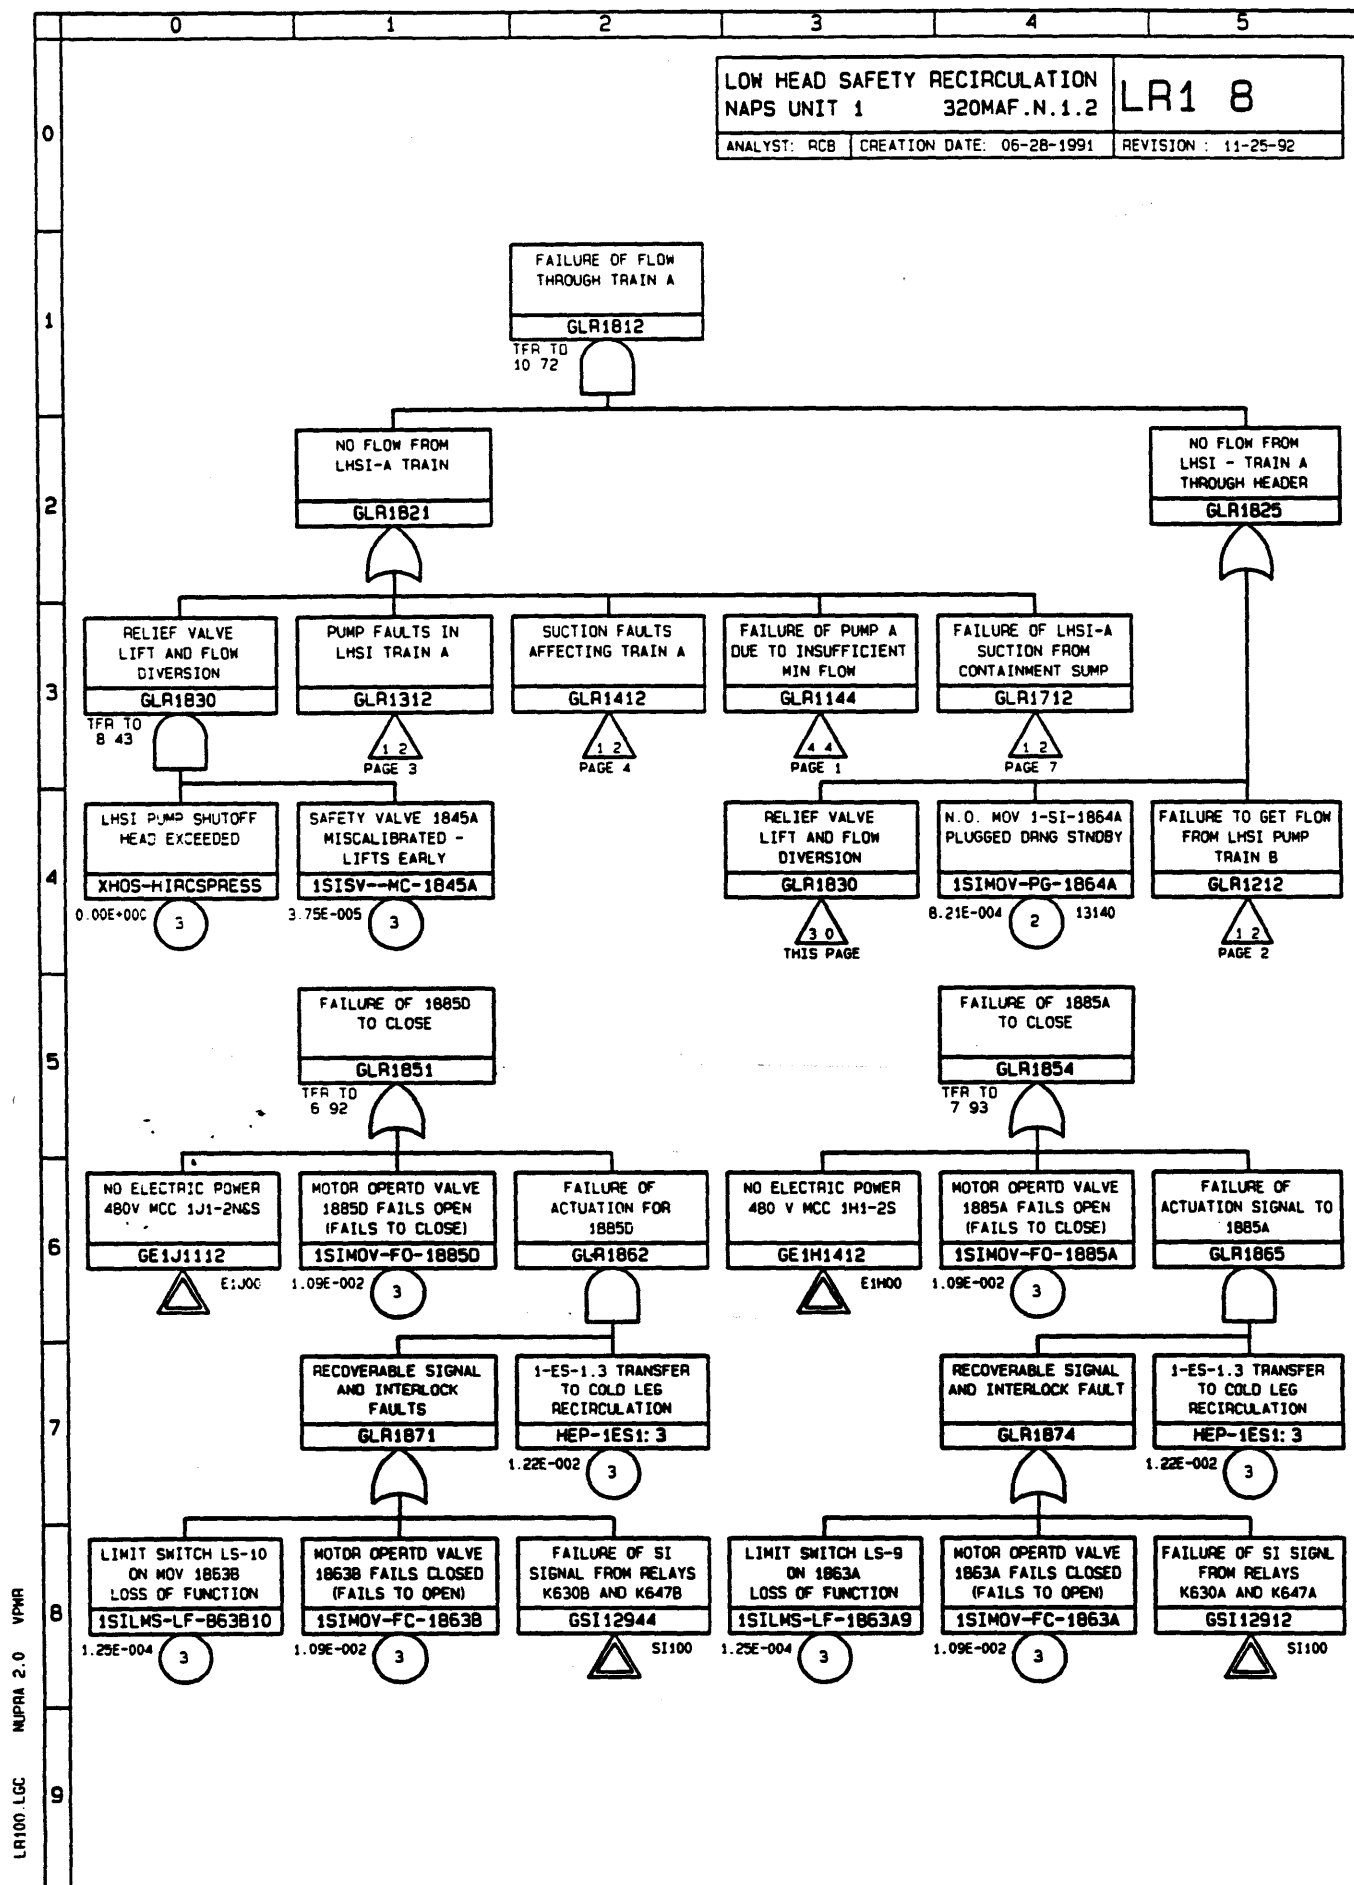 0 1 2 3 4 5
LOW HEAD SAFETY RECIRCULATION
NAPS UNIT 1 320MAF.N.1.2
LR1 8
ANALYST: RCB CREATION DATE: 06-28-1991 REVISION : 11-25-92
0
FAILURE OF FLOW
THROUGH TRAIN A
GLR1812
TFR TO
10 72
1
NO FLOW FROM
LHSI-A TRAIN
GLR1821
NO FLOW FROM
LHSI - TRAIN A
THROUGH HEADER
GLR1825
2
RELIEF VALVE
LIFT AND FLOW
DIVERSION
GLR1830
TFR TO
8 43
PUMP FAULTS IN
LHSI TRAIN A
GLR1312
1 2
PAGE 3
SUCTION FAULTS
AFFECTING TRAIN A
GLR1412
1 2
PAGE 4
FAILURE OF PUMP A
DUE TO INSUFFICIENT
MIN FLOW
GLR1144
4 4
PAGE 1
FAILURE OF LHSI-A
SUCTION FROM
CONTAINMENT SUMP
GLR1712
1 2
PAGE 7
3
LHSI PUMP SHUTOFF
HEAD EXCEEDED
XHOS-HIRCSPRESS
0.00E+000
3
SAFETY VALVE 1845A
MISCALIBRATED -
LIFTS EARLY
1SISV--MC-1845A
3.75E-005
3
RELIEF VALVE
LIFT AND FLOW
DIVERSION
GLR1830
3 0
THIS PAGE
N.O. MOV 1-SI-1864A
PLUGGED DRNG STNDBY
1SIMOV-PG-1864A
8.21E-004
2
13140
FAILURE TO GET FLOW
FROM LHSI PUMP
TRAIN B
GLR1212
1 2
PAGE 2
4
FAILURE OF 1885D
TO CLOSE
GLR1851
TFR TO
6 92
FAILURE OF 1885A
TO CLOSE
GLR1854
TFR TO
7 93
5
NO ELECTRIC POWER
480V MCC 1J1-2N&S
GE1J1112
E1J00
MOTOR OPERTD VALVE
1885D FAILS OPEN
(FAILS TO CLOSE)
1SIMOV-FO-1885D
1.09E-002
3
FAILURE OF
ACTUATION FOR
1885D
GLR1862
NO ELECTRIC POWER
480 V MCC 1H1-2S
GE1H1412
E1H00
MOTOR OPERTD VALVE
1885A FAILS OPEN
(FAILS TO CLOSE)
1SIMOV-FO-1885A
1.09E-002
3
FAILURE OF
ACTUATION SIGNAL TO
1885A
GLR1865
6
RECOVERABLE SIGNAL
AND INTERLOCK
FAULTS
GLR1871
1-ES-1.3 TRANSFER
TO COLD LEG
RECIRCULATION
HEP-1ES1:3
1.22E-002
3
RECOVERABLE SIGNAL
AND INTERLOCK FAULT
GLR1874
1-ES-1.3 TRANSFER
TO COLD LEG
RECIRCULATION
HEP-1ES1:3
1.22E-002
3
7
LIMIT SWITCH LS-10
ON MOV 1863B
LOSS OF FUNCTION
1SILMS-LF-863B10
1.25E-004
3
MOTOR OPERTD VALVE
1863B FAILS CLOSED
(FAILS TO OPEN)
1SIMOV-FC-1863B
1.09E-002
3
FAILURE OF SI
SIGNAL FROM RELAYS
K630B AND K647B
GSI12944
SI100
LIMIT SWITCH LS-9
ON 1863A
LOSS OF FUNCTION
1SILMS-LF-1863A9
1.25E-004
3
MOTOR OPERTD VALVE
1863A FAILS CLOSED
(FAILS TO OPEN)
1SIMOV-FC-1863A
1.09E-002
3
FAILURE OF SI SIGNL
FROM RELAYS
K630A AND K647A
GSI12912
SI100
8
9
LR100.LGC NUPRA 2.0 VPWR